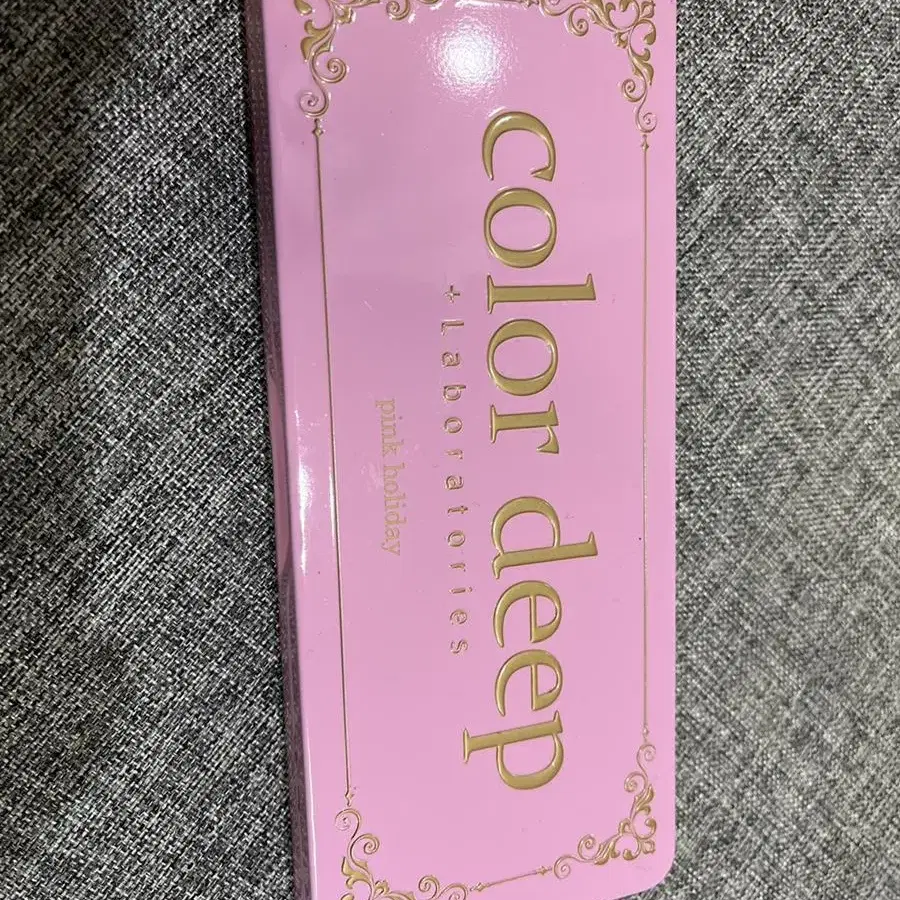 color deep
+Laboratories
pink holiday